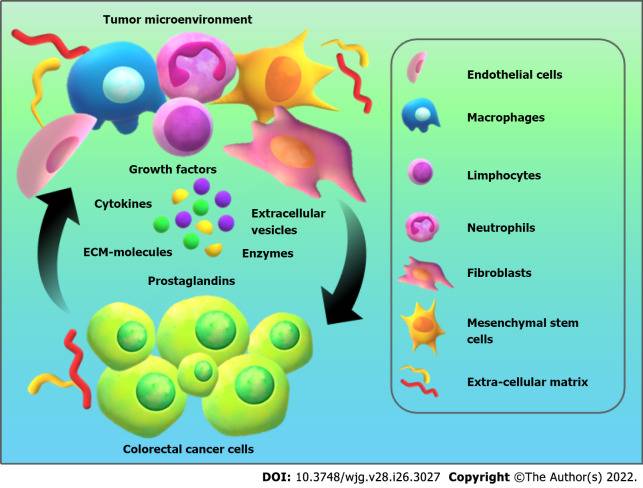 Tumor microenvironment
Growth factors
Cytokines
Extracellular
vesicles
ECM-molecules
Enzymes
Prostaglandins
Colorectal cancer cells
Endothelial cells
Macrophages
Limphocytes
Neutrophils
Fibroblasts
Mesenchymal stem
cells
Extra-cellular matrix
DOI: 10.3748/wjg.v28.i26.3027 Copyright ©The Author(s) 2022.